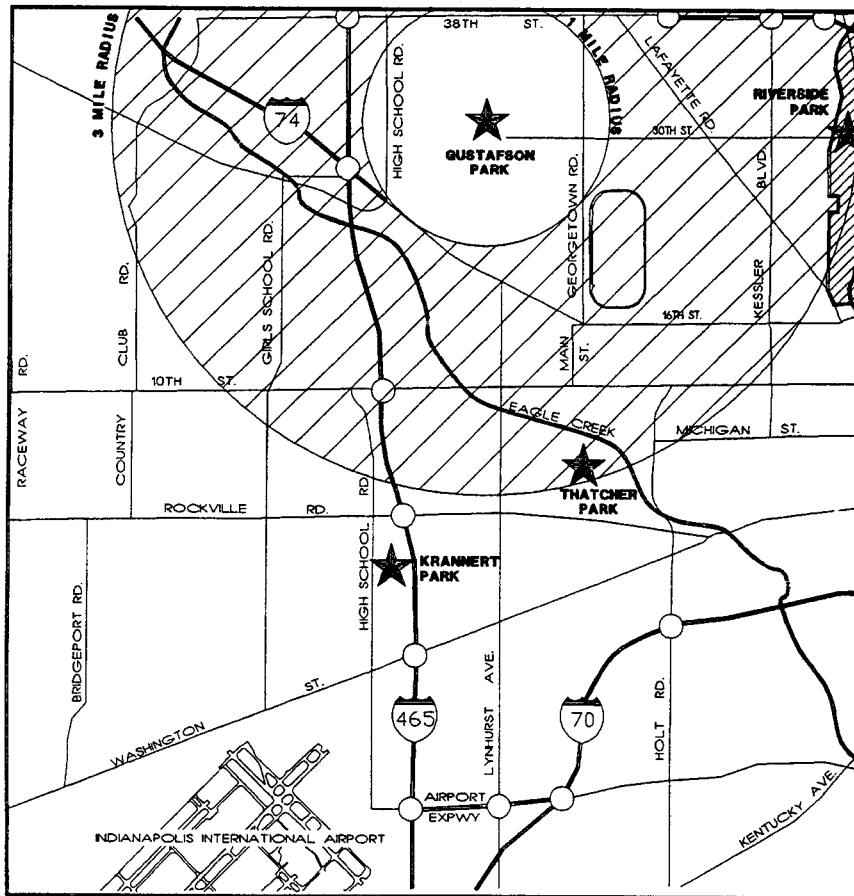 38TH ST.
3 MILE RADIUS
1 MILE RADIUS
HIGH SCHOOL RD.
LAFAYETTE RD.
RIVERSIDE
PARK
74
30TH ST.
GUSTAFSON
PARK
GEORGETOWN RD.
KESSLER BLVD.
GIRLS SCHOOL RD.
COUNTRY CLUB RD.
RACEWAY RD.
16TH ST.
MAIN ST.
10TH ST.
EAGLE CREEK
MICHIGAN ST.
THATCHER
PARK
ROCKVILLE RD.
HIGH SCHOOL RD.
KRANNERT
PARK
BRIDGEPORT RD.
WASHINGTON ST.
465
LYNHURST AVE.
70
HOLT RD.
AIRPORT
EXPWY
KENTUCKY AVE.
INDIANAPOLIS INTERNATIONAL AIRPORT